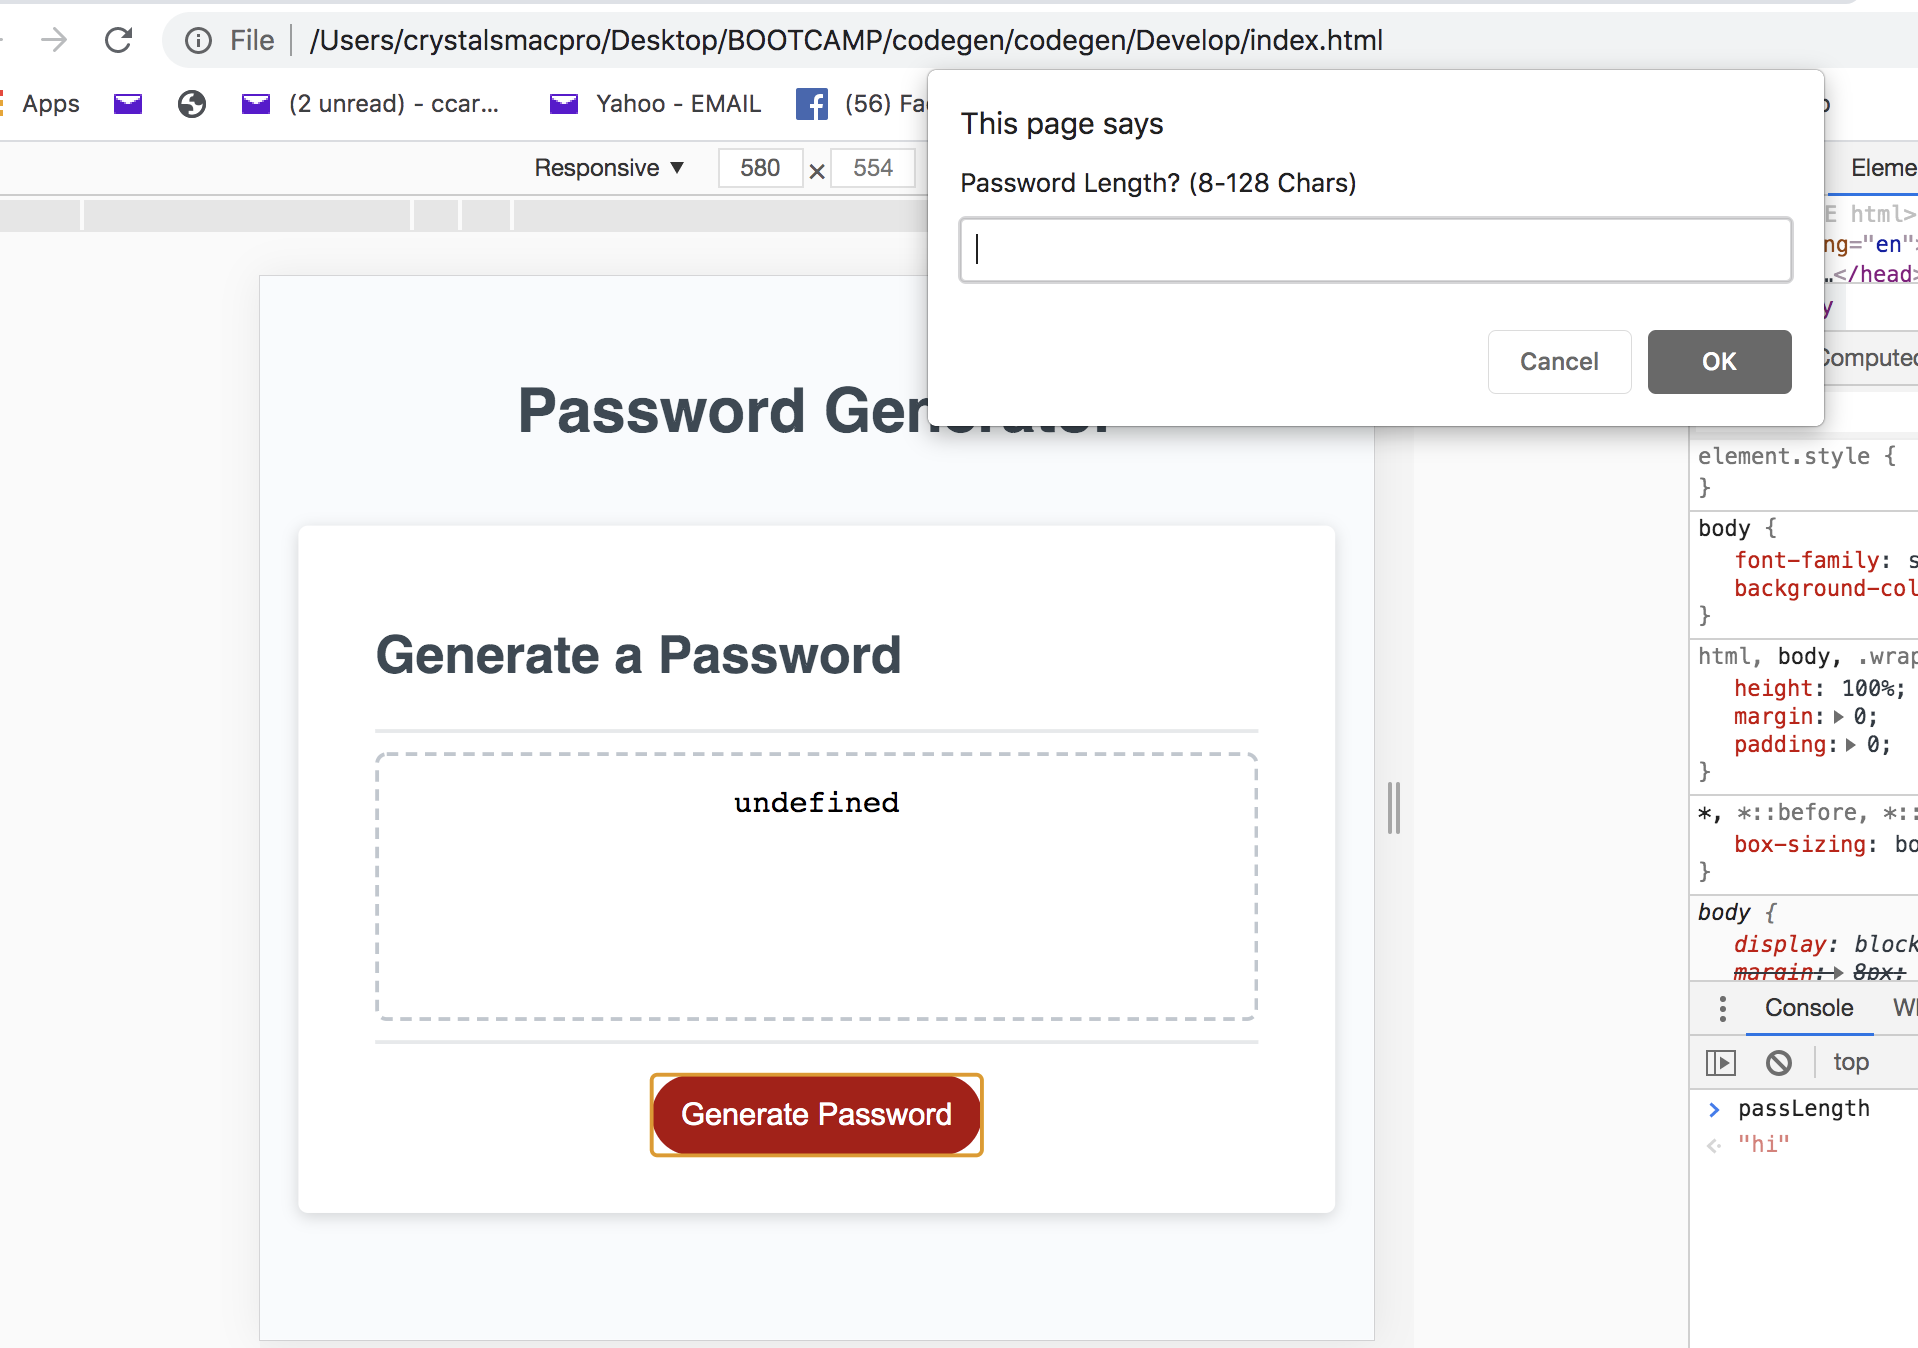 File /Users/crystalsmacpro/Desktop/BOOTCAMP/codegen/codegen/Develop/index.html
Apps (2 unread) - ccar... Yahoo - EMAIL (56) Fa
This page says
Password Length? (8-128 Chars)
Cancel OK
Responsive ▼ 580 × 554
Password Generator
Generate a Password
undefined
Generate Password
Eleme
E html>
ng="en">
…</head>
y
Computed
element.style {
}
body {
font-family: s
background-col
}
html, body, .wrap
height: 100%;
margin: ▶ 0;
padding: ▶ 0;
}
*, *::before, *::
box-sizing: bo
}
body {
display: block
margin: ▶ 8px;
Console Wh
top
> passLength
<· "hi"